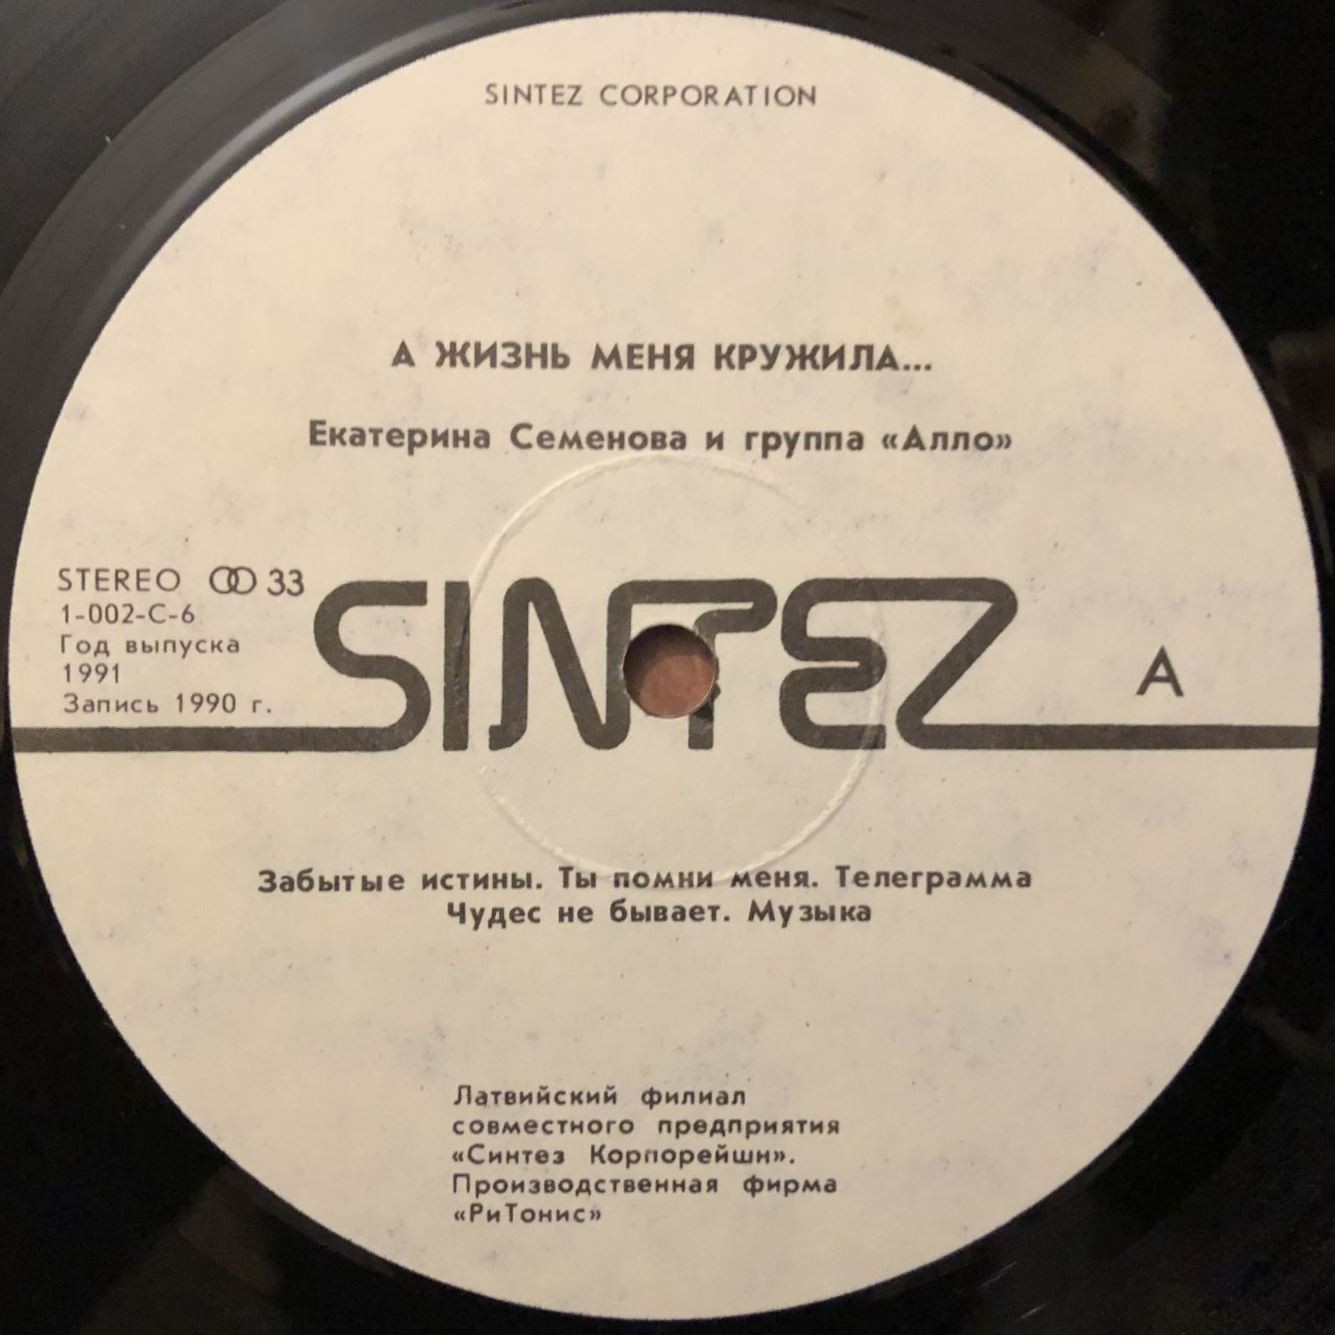 SINTEZ CORPORATION
А ЖИЗНЬ МЕНЯ КРУЖИЛА...
Екатерина Семенова и группа «Алло»
STEREO 33
1-002-С-6
Год выпуска
1991
Запись 1990 г.
SINTEZ
А
Забытые истины. Ты помни меня. Телеграмма
Чудес не бывает. Музыка
Латвийский филиал
совместного предприятия
«Синтез Корпорейшн».
Производственная фирма
«РиТонис»